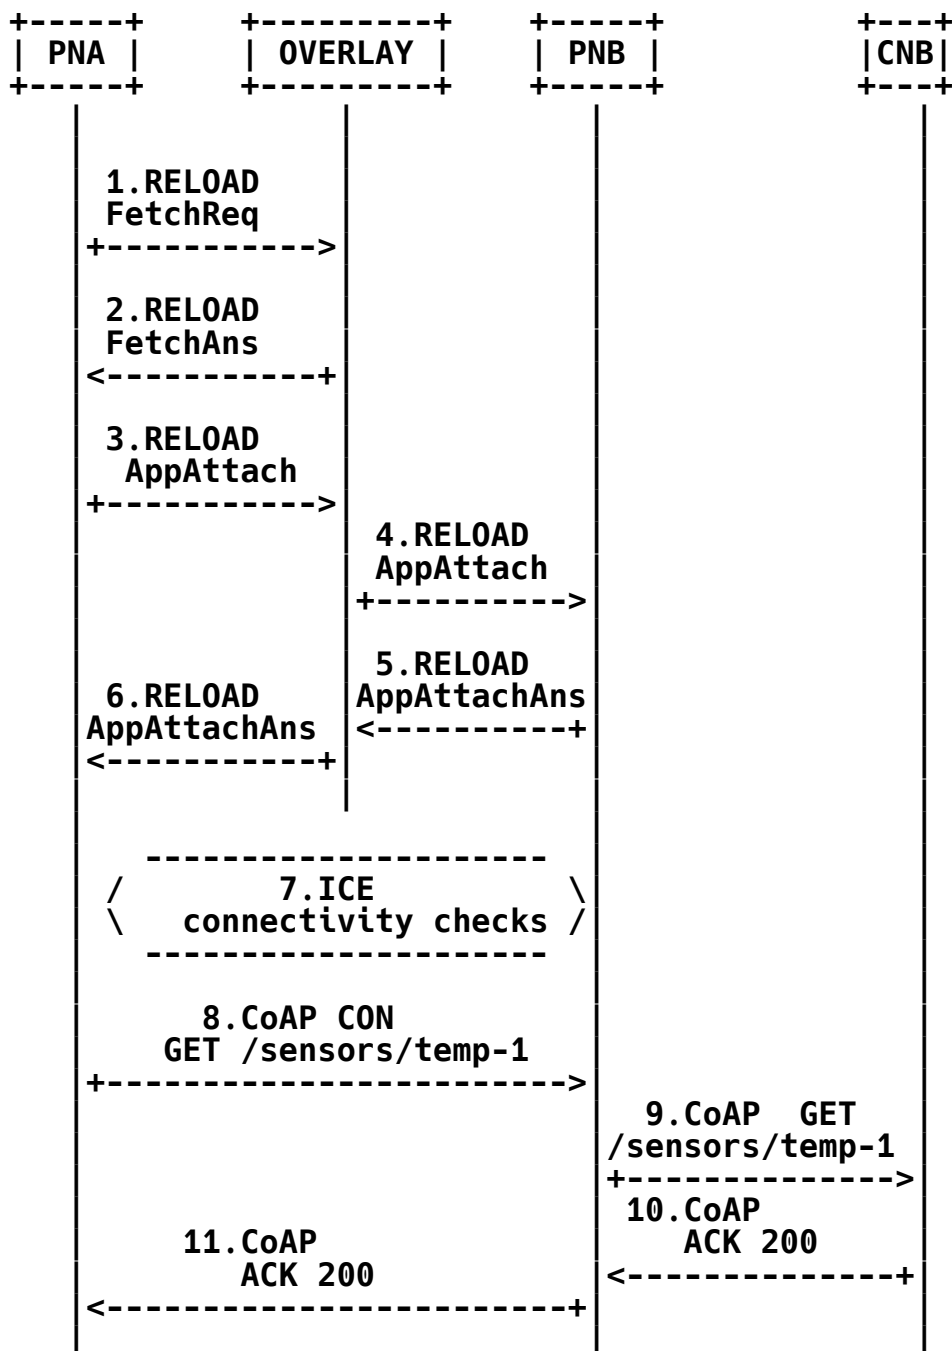 PNA OVERLAY PNB CNB
1.RELOAD
FetchReq
2.RELOAD
FetchAns
3.RELOAD
AppAttach
4.RELOAD
AppAttach
5.RELOAD
AppAttachAns
6.RELOAD
AppAttachAns
7.ICE
connectivity checks
8.CoAP CON
GET /sensors/temp-1
9.CoAP  GET
/sensors/temp-1
10.CoAP
ACK 200
11.CoAP
ACK 200